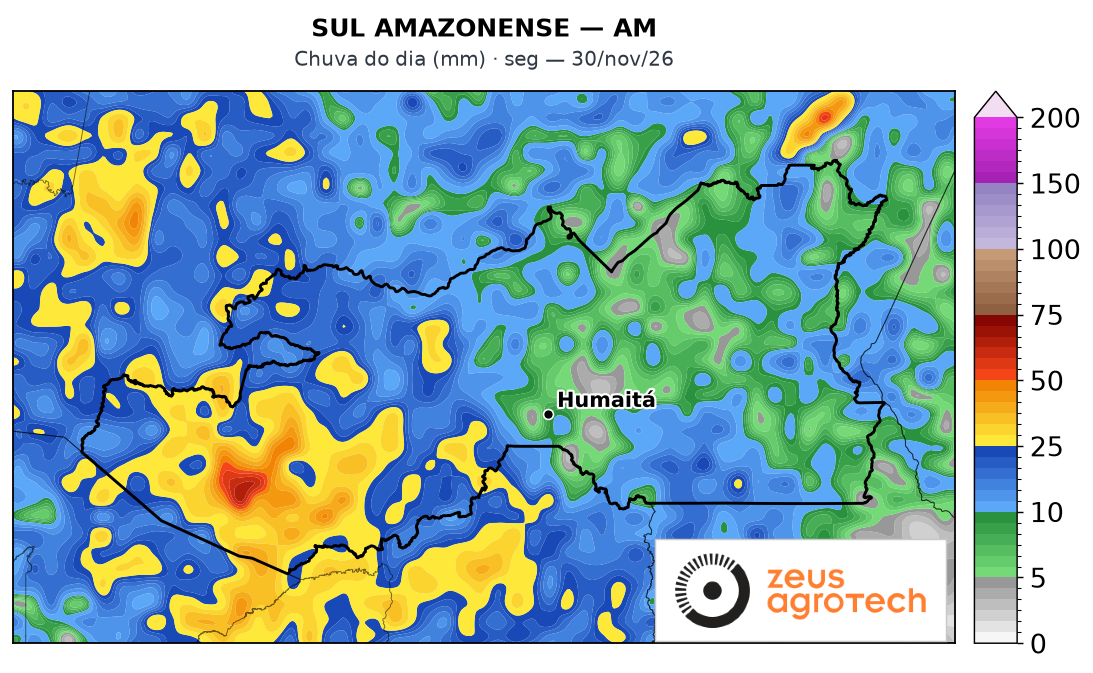 SUL AMAZONENSE — AM
Chuva do dia (mm) · seg — 30/nov/26
200
150
100
75
50
25
10
5
0
Humaitá
zeus
agrotech